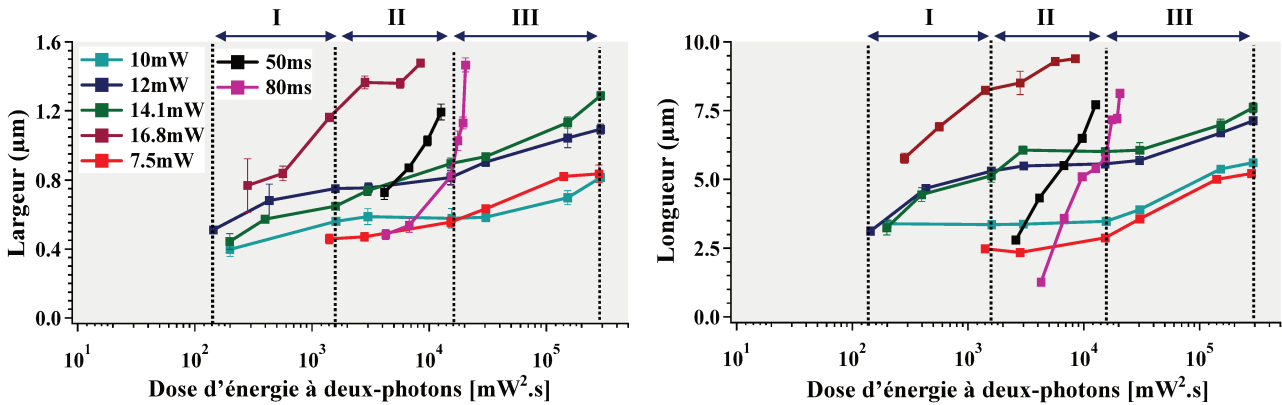 I II III
1.6
1.2
0.8
0.4
0.0
Largeur (µm)
10mW
12mW
14.1mW
16.8mW
7.5mW
50ms
80ms
10¹ 10² 10³ 10⁴ 10⁵
Dose d’énergie à deux-photons [mW².s]
I II III
10.0
7.5
5.0
2.5
0.0
Longueur (µm)
10¹ 10² 10³ 10⁴ 10⁵
Dose d’énergie à deux-photons [mW².s]